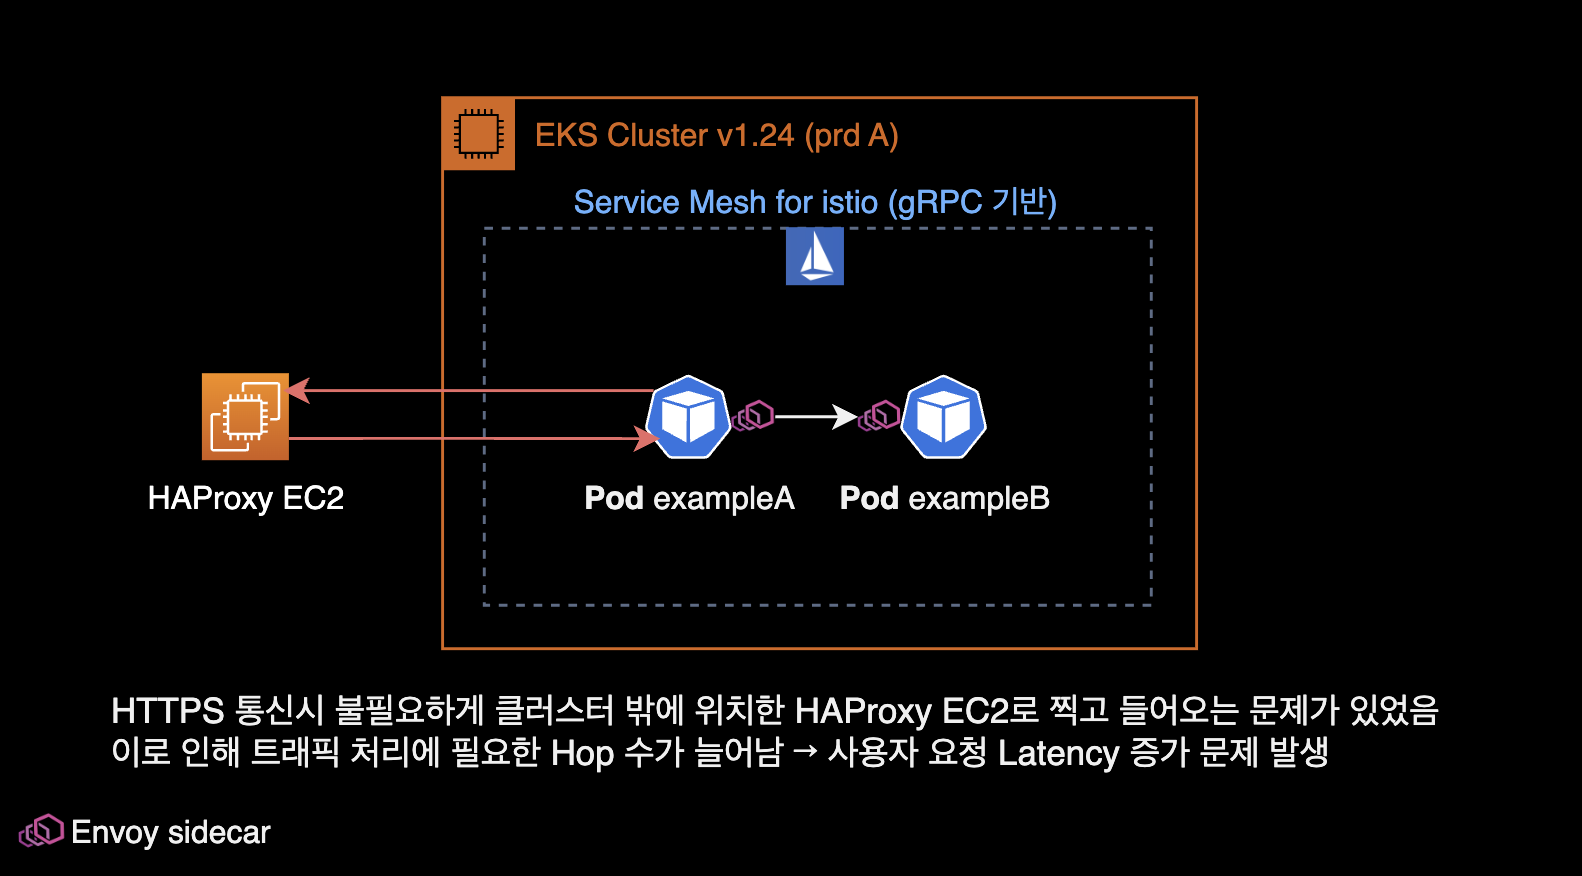 EKS Cluster v1.24 (prd A)
Service Mesh for istio (gRPC 기반)
HAProxy EC2
Pod exampleA
Pod exampleB
HTTPS 통신시 불필요하게 클러스터 밖에 위치한 HAProxy EC2로 찍고 들어오는 문제가 있었음
이로 인해 트래픽 처리에 필요한 Hop 수가 늘어남 → 사용자 요청 Latency 증가 문제 발생
Envoy sidecar